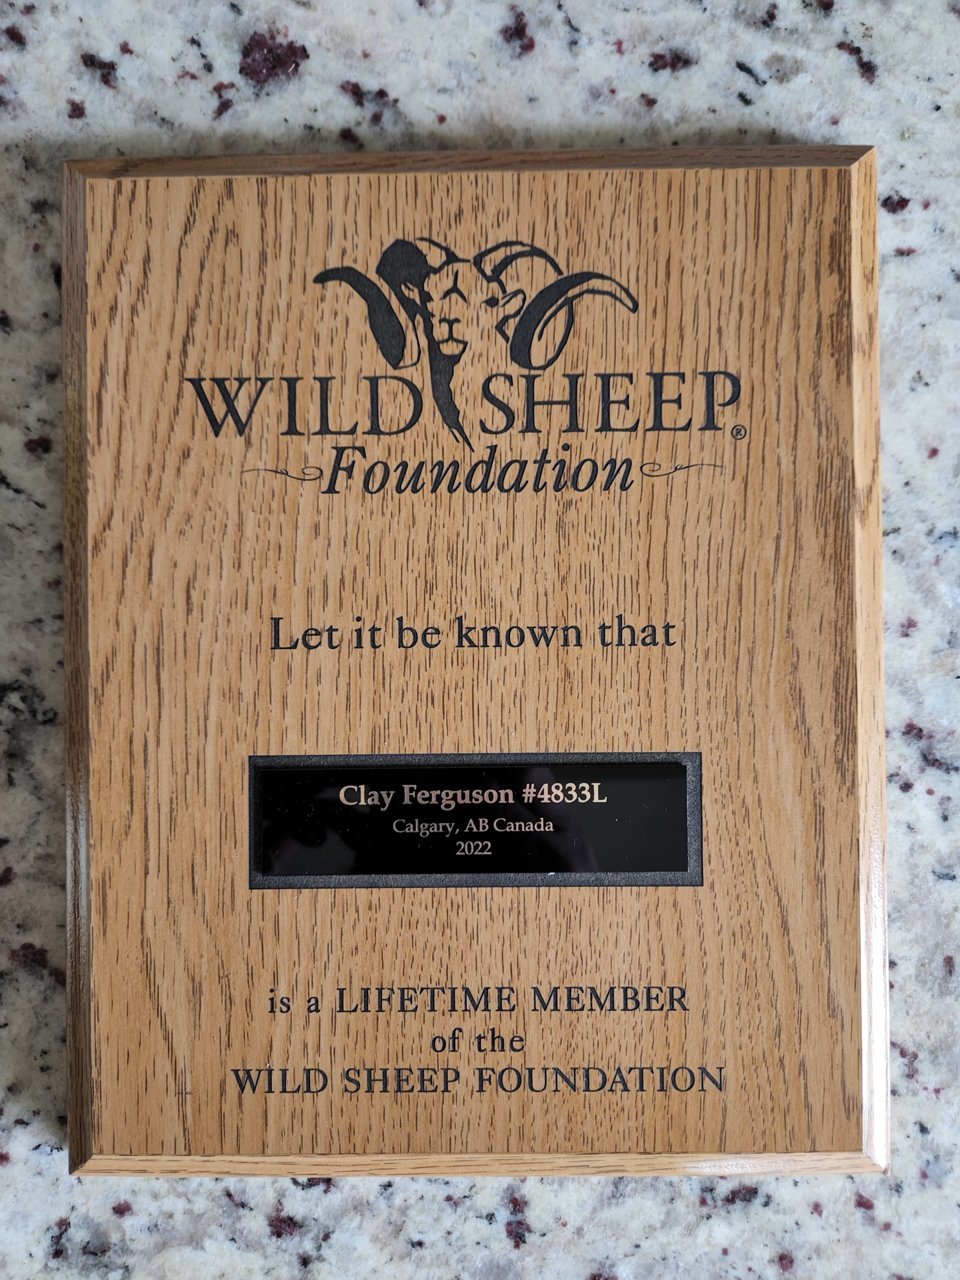 WILD SHEEP®
Foundation
Let it be known that
Clay Ferguson #4833L
Calgary, AB Canada
2022
is a LIFETIME MEMBER
of the
WILD SHEEP FOUNDATION